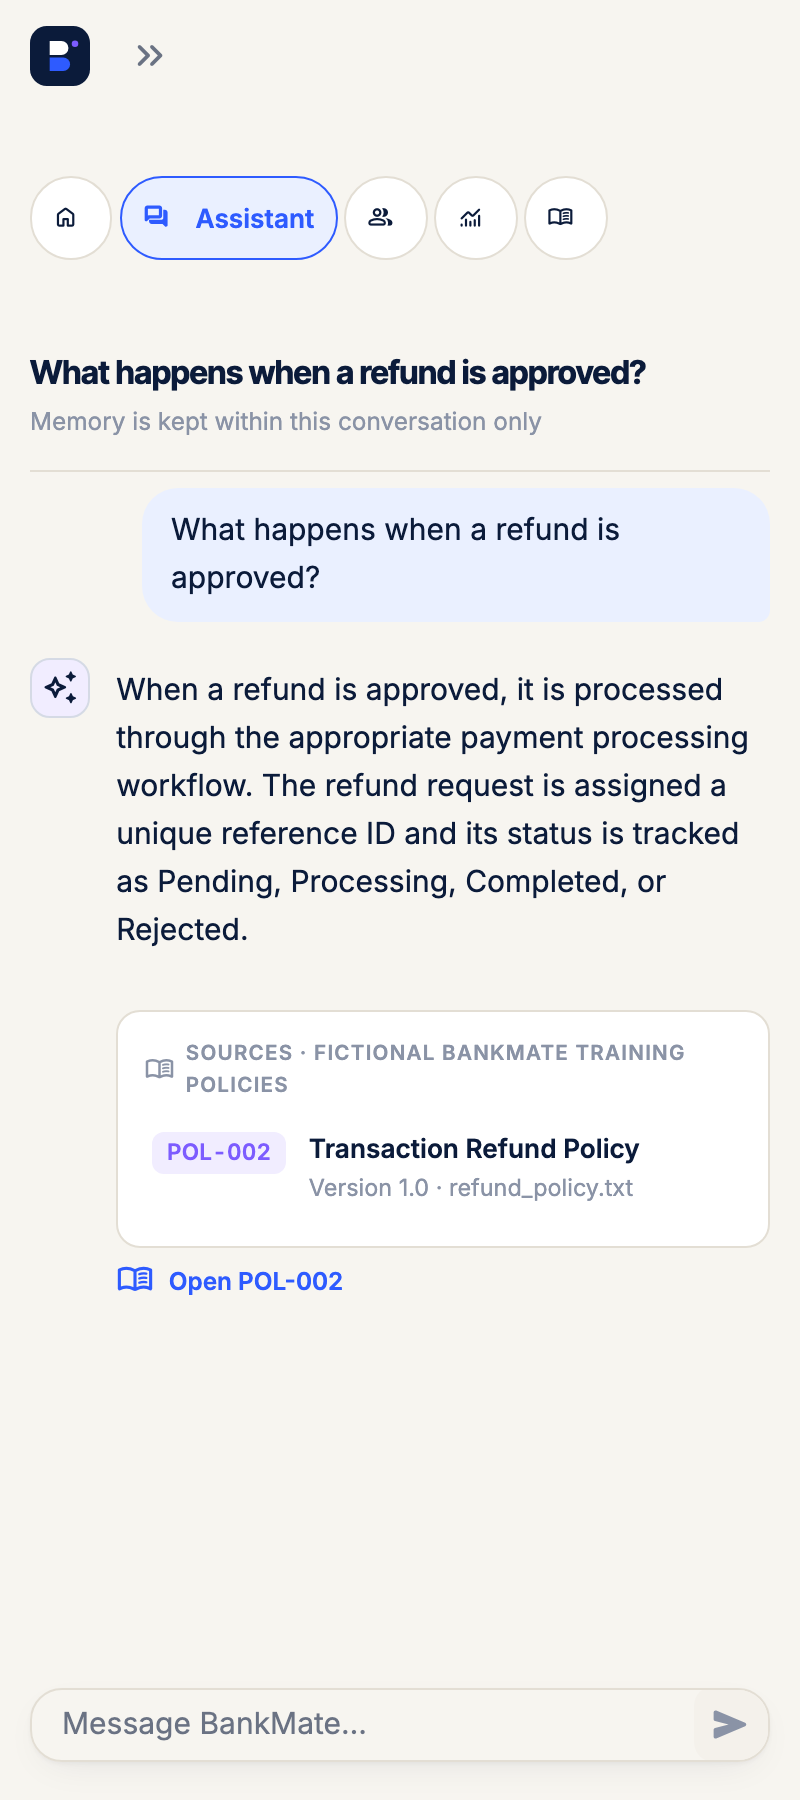 Assistant
What happens when a refund is approved?
Memory is kept within this conversation only
What happens when a refund is
approved?
When a refund is approved, it is processed
through the appropriate payment processing
workflow. The refund request is assigned a
unique reference ID and its status is tracked
as Pending, Processing, Completed, or
Rejected.
SOURCES · FICTIONAL BANKMATE TRAINING
POLICIES
POL-002
Transaction Refund Policy
Version 1.0 · refund_policy.txt
Open POL-002
Message BankMate...